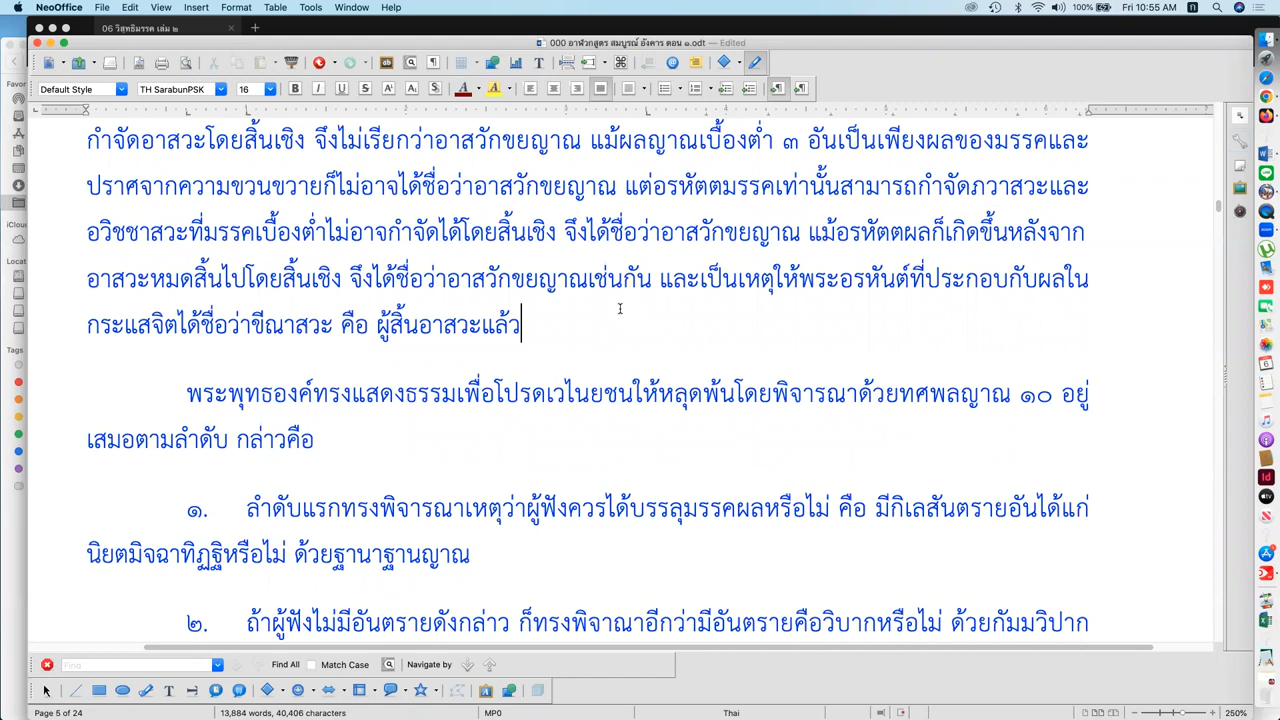 NeoOffice File Edit View Insert Format Table Tools Window Help 100% Fri 10:55 AM
06 วิสุทธิมรรค เล่ม ๒
000 อาฬวกสูตร สมบูรณ์ อังคาร ตอน ๑.odt — Edited
Default Style TH SarabunPSK 16
กำจัดอาสวะโดยสิ้นเชิง จึงไม่เรียกว่าอาสวักขยญาณ แม้ผลญาณเบื้องต่ำ ๓ อันเป็นเพียงผลของมรรคและ
ปราศจากความขวนขวายก็ไม่อาจได้ชื่อว่าอาสวักขยญาณ แต่อรหัตตมรรคเท่านั้นสามารถกำจัดภวาสวะและ
อวิชชาสวะที่มรรคเบื้องต่ำไม่อาจกำจัดได้โดยสิ้นเชิง จึงได้ชื่อว่าอาสวักขยญาณ แม้อรหัตตผลก็เกิดขึ้นหลังจาก
อาสวะหมดสิ้นไปโดยสิ้นเชิง จึงได้ชื่อว่าอาสวักขยญาณเช่นกัน และเป็นเหตุให้พระอรหันต์ที่ประกอบกับผลใน
กระแสจิตได้ชื่อว่าขีณาสวะ คือ ผู้สิ้นอาสวะแล้ว
พระพุทธองค์ทรงแสดงธรรมเพื่อโปรดเวไนยชนให้หลุดพ้นโดยพิจารณาด้วยทศพลญาณ ๑๐ อยู่
เสมอตามลำดับ กล่าวคือ
๑. ลำดับแรกทรงพิจารณาเหตุว่าผู้ฟังควรได้บรรลุมรรคผลหรือไม่ คือ มีกิเลสันตรายอันได้แก่
นิยตมิจฉาทิฏฐิหรือไม่ ด้วยฐานาฐานญาณ
๒. ถ้าผู้ฟังไม่มีอันตรายดังกล่าว ก็ทรงพิจาณาอีกว่ามีอันตรายคือวิบากหรือไม่ ด้วยกัมมวิปาก
Find Find All Match Case Navigate by
Page 5 of 24 13,884 words, 40,406 characters MP0 Thai 250%